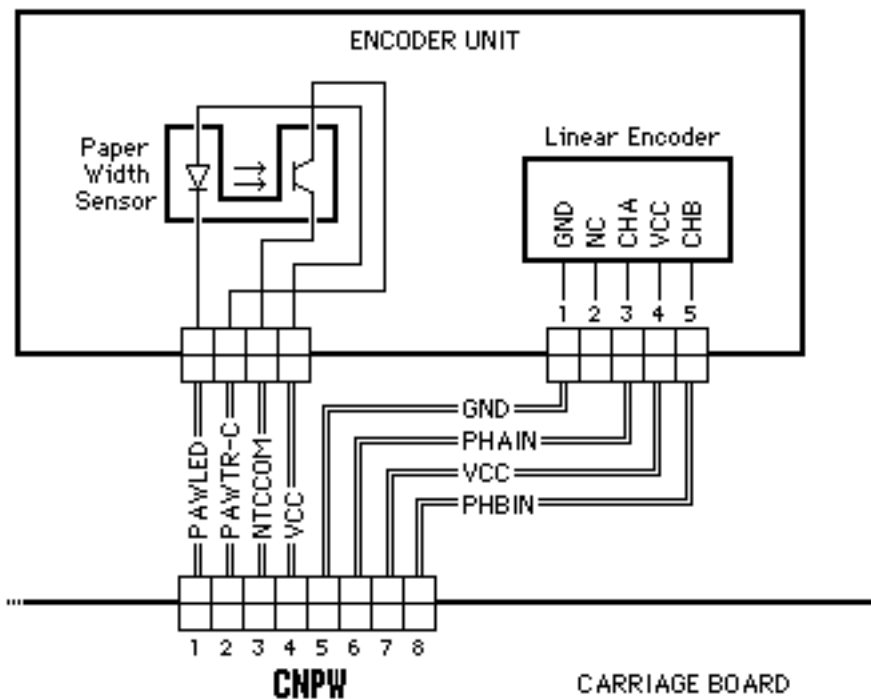 ENCODER UNIT
Paper
Width
Sensor
Linear Encoder
GND NC CHA VCC CHB
1 2 3 4 5
GND
PHAIN
VCC
PHBIN
PAWLED PAWTR-C NTCCOM VCC
1 2 3 4 5 6 7 8
CNPW
CARRIAGE BOARD